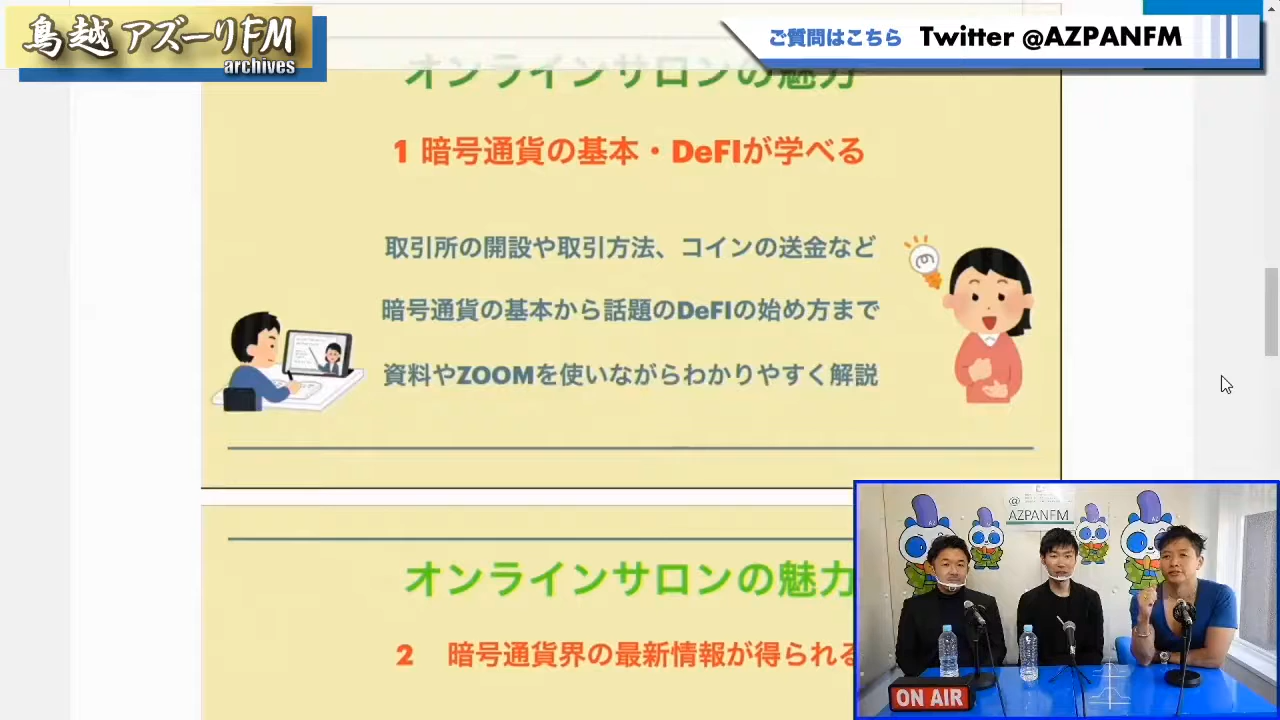 鳥越アズーリFM
archives
ご質問はこちら Twitter @AZPANFM
オンラインサロンの魅力
1 暗号通貨の基本・DeFIが学べる
取引所の開設や取引方法、コインの送金など
暗号通貨の基本から話題のDeFIの始め方まで
資料やZOOMを使いながらわかりやすく解説
オンラインサロンの魅力
2 暗号通貨界の最新情報が得られる
@
AZPANFM
ON AIR